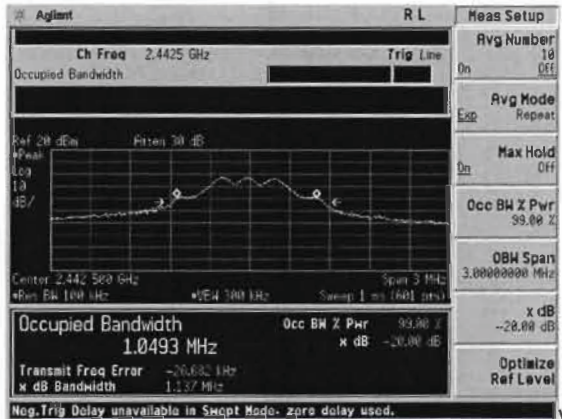 Agilent R L
Meas Setup
Ch Freq 2.4425 GHz Trig Line
Occupied Bandwidth
Avg Number
10
On Off
Avg Mode
Exp Repeat
Max Hold
On Off
Occ BW % Pwr
99.00 %
OBW Span
3.00000000 MHz
x dB
-20.00 dB
Optimize
Ref Level
Ref 20 dBm Atten 30 dB
#Peak
Log
10
dB/
Center 2.442 500 GHz Span 3 MHz
#Res BW 100 kHz #VBW 300 kHz Sweep 1 ms (601 pts)
Occupied Bandwidth Occ BW % Pwr 99.00 %
1.0493 MHz x dB -20.00 dB
Transmit Freq Error -26.682 kHz
x dB Bandwidth 1.137 MHz
Neg.Trig Delay unavailable in Swept Mode, zero delay used.